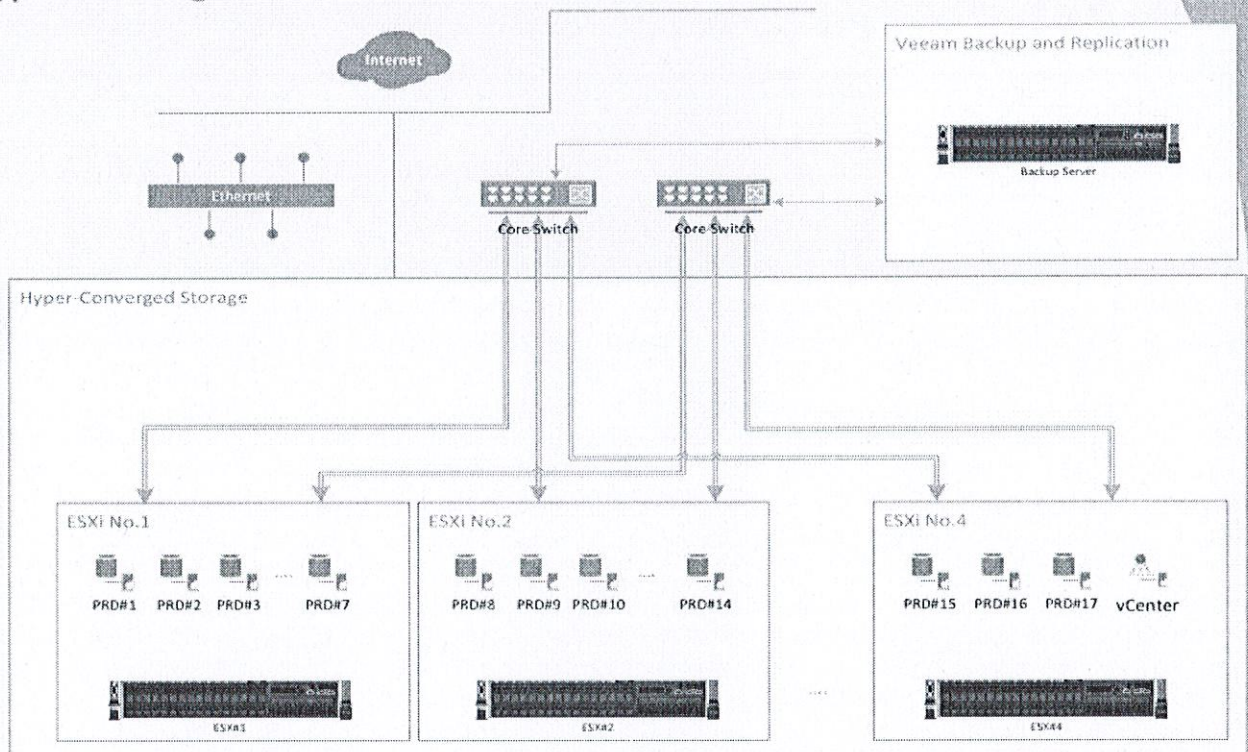 Internet
Veeam Backup and Replication
Backup Server
Ethernet
Core Switch
Core Switch
Hyper-Converged Storage
ESXi No.1
PRD#1 PRD#2 PRD#3 .... PRD#7
ESX#1
ESXi No.2
PRD#8 PRD#9 PRD#10 .... PRD#14
ESX#2
....
ESXi No.4
PRD#15 PRD#16 PRD#17 vCenter
ESX#4